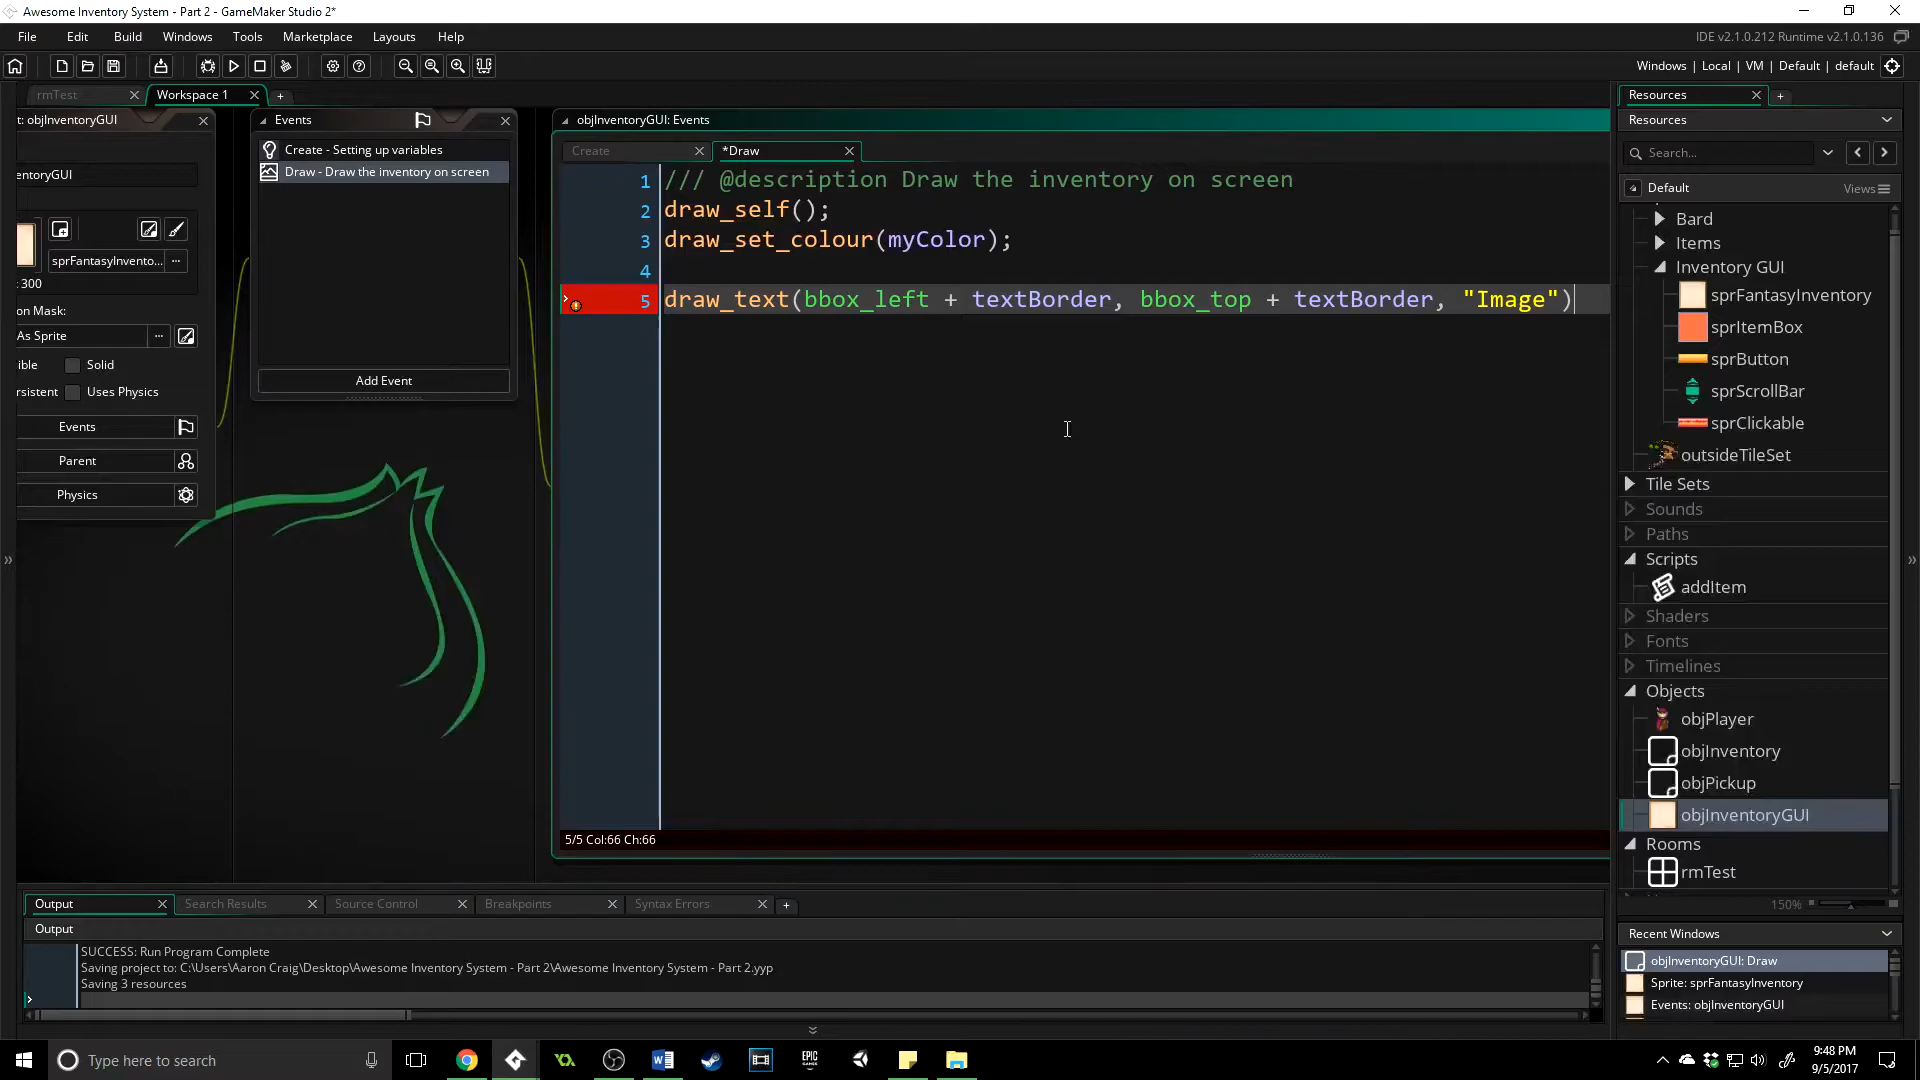 Awesome Inventory System - Part 2 - GameMaker Studio 2*
File Edit Build Windows Tools Marketplace Layouts Help
IDE v2.1.0.212 Runtime v2.1.0.136
Windows | Local | VM | Default | default
rmTest
Workspace 1
t: objInventoryGUI
entoryGUI
sprFantasyInvento...
: 300
on Mask:
As Sprite
ible Solid
rsistent Uses Physics
Events
Parent
Physics
Events
Create - Setting up variables
Draw - Draw the inventory on screen
Add Event
objInventoryGUI: Events
Create
*Draw
1 /// @description Draw the inventory on screen
2 draw_self();
3 draw_set_colour(myColor);
4
5 draw_text(bbox_left + textBorder, bbox_top + textBorder, "Image")
5/5 Col:66 Ch:66
Resources
Resources
Search...
Default
Views
Bard
Items
Inventory GUI
sprFantasyInventory
sprItemBox
sprButton
sprScrollBar
sprClickable
outsideTileSet
Tile Sets
Sounds
Paths
Scripts
addItem
Shaders
Fonts
Timelines
Objects
objPlayer
objInventory
objPickup
objInventoryGUI
Rooms
rmTest
150%
Recent Windows
objInventoryGUI: Draw
Sprite: sprFantasyInventory
Events: objInventoryGUI
Output Search Results Source Control Breakpoints Syntax Errors
Output
SUCCESS: Run Program Complete
Saving project to: C:\Users\Aaron Craig\Desktop\Awesome Inventory System - Part 2\Awesome Inventory System - Part 2.yyp
Saving 3 resources
Type here to search
EPIC GAMES
9:48 PM
9/5/2017